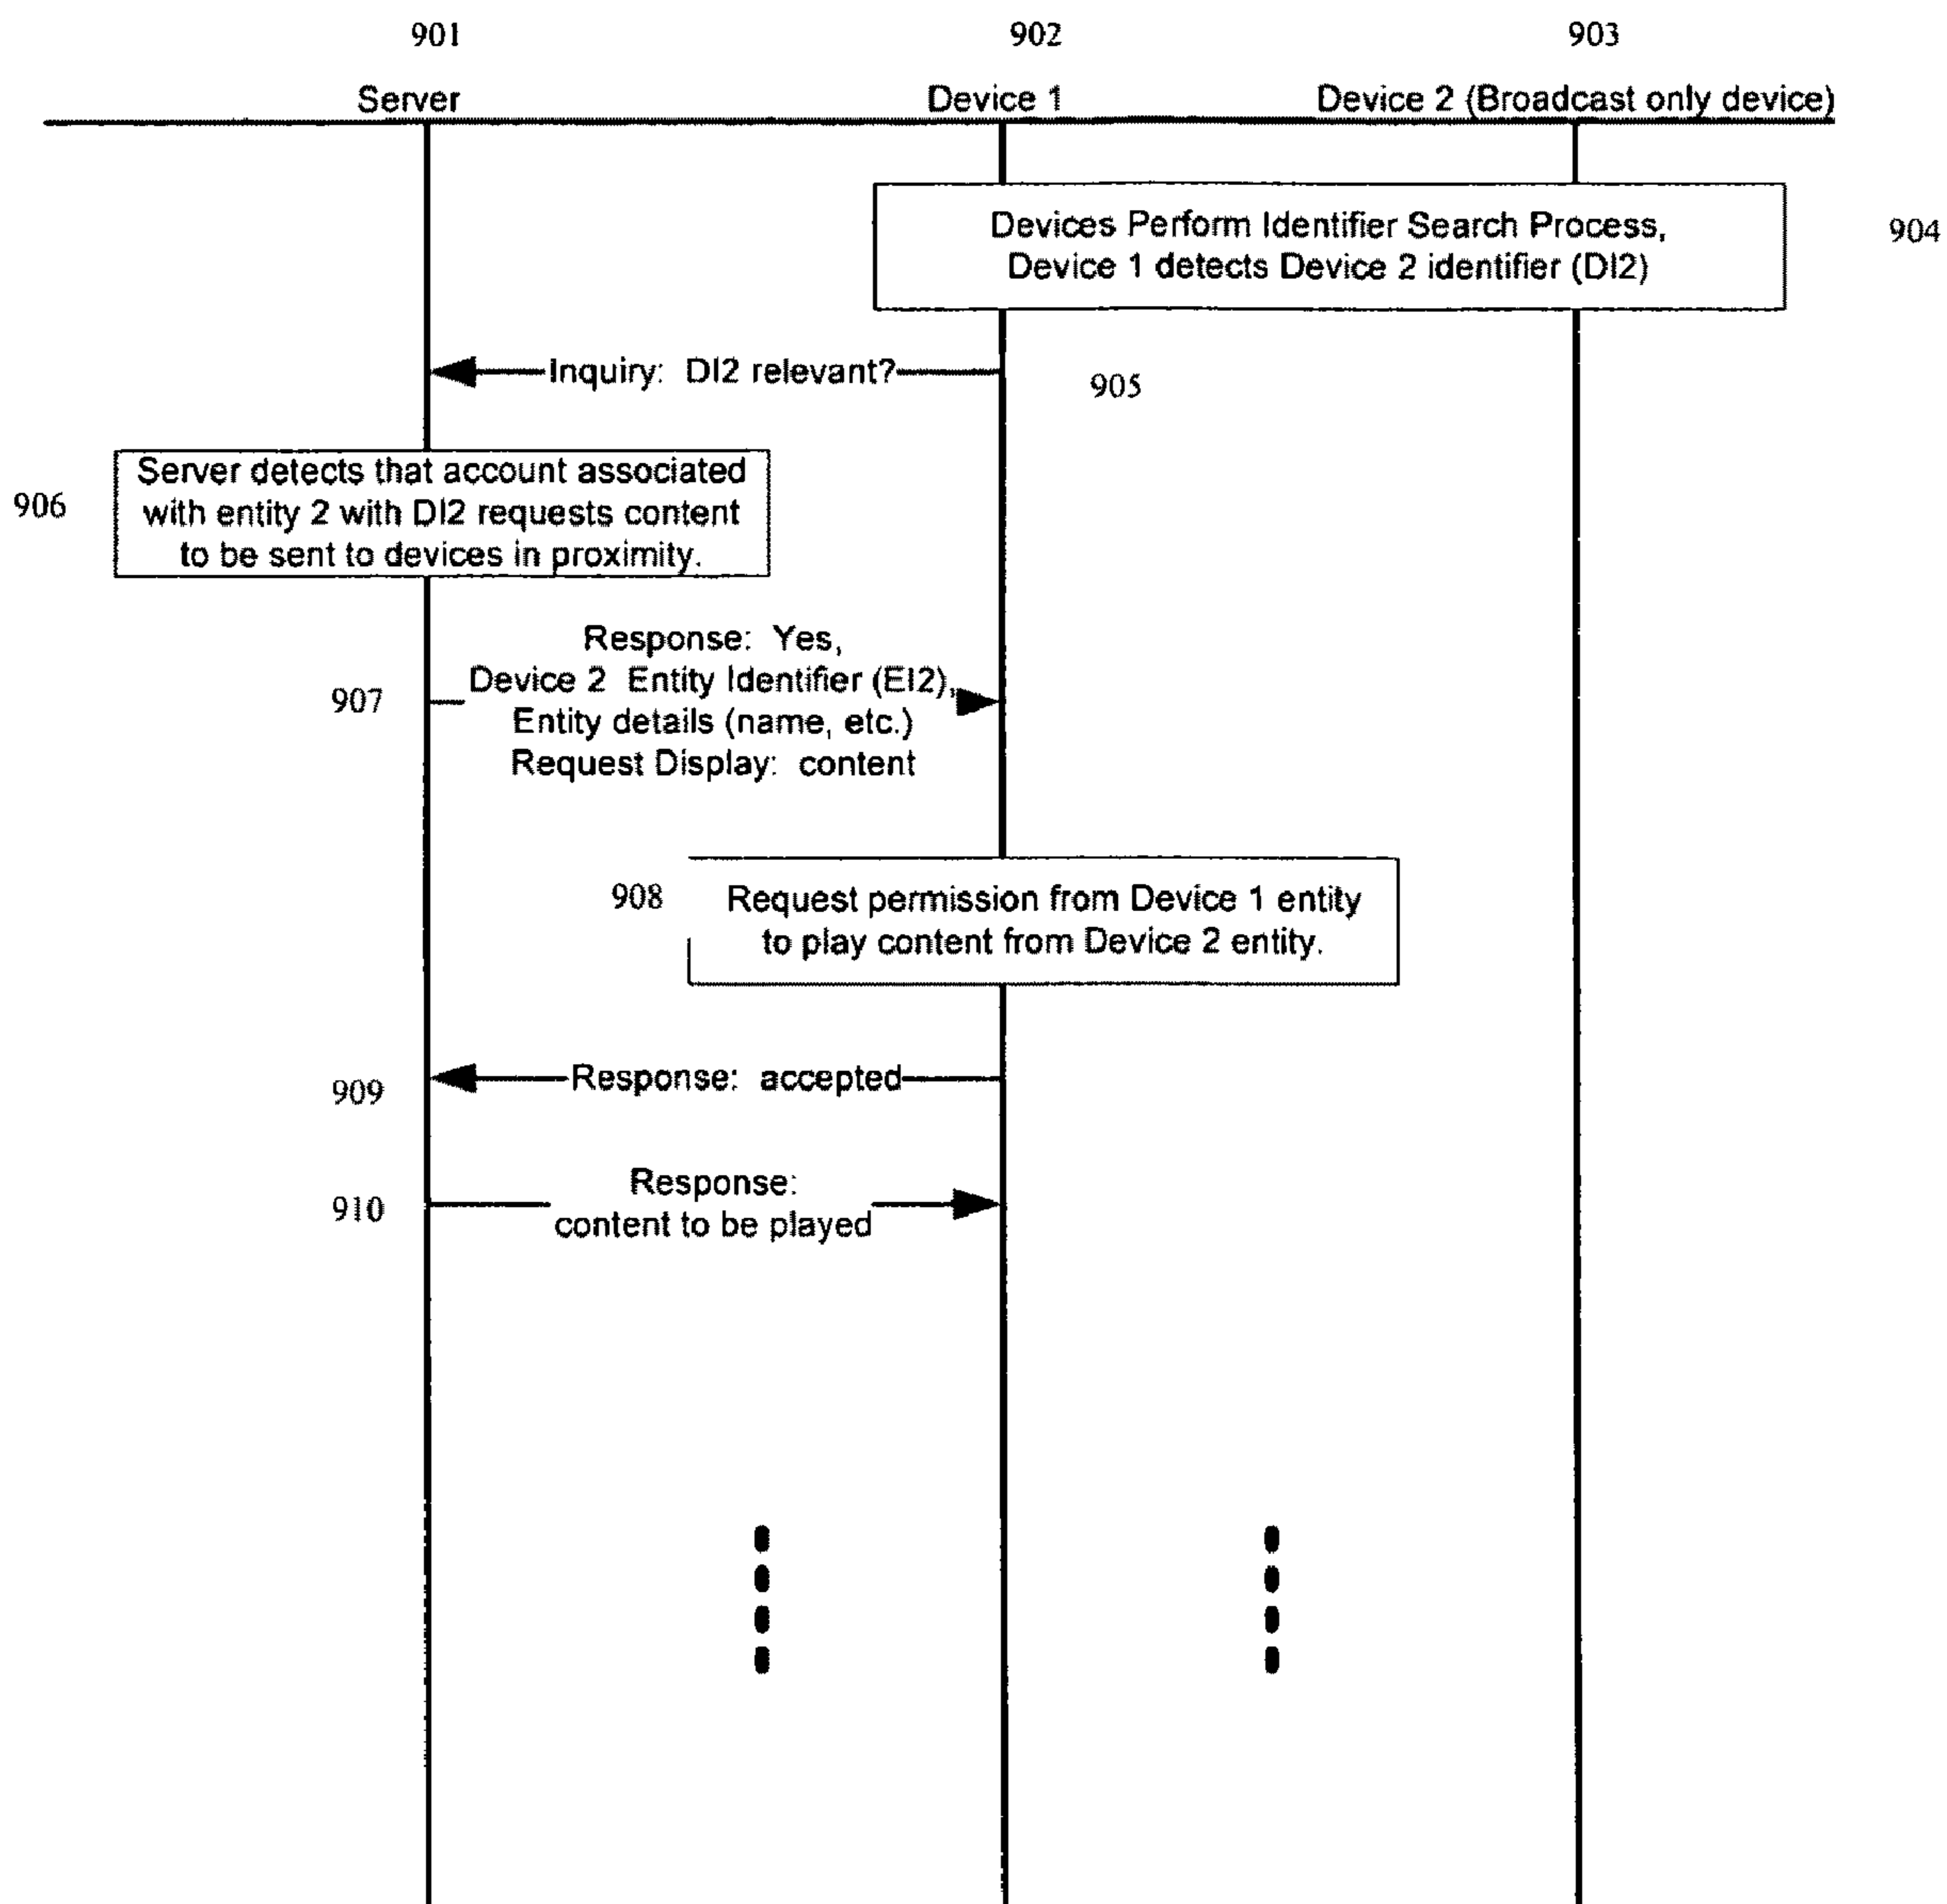 901
902
903
Server
Device 1
Device 2 (Broadcast only device)
Devices Perform Identifier Search Process,
Device 1 detects Device 2 identifier (DI2)
904
Inquiry: DI2 relevant?
905
906
Server detects that account associated
with entity 2 with DI2 requests content
to be sent to devices in proximity.
907
Response: Yes,
Device 2 Entity Identifier (EI2),
Entity details (name, etc.)
Request Display: content
908
Request permission from Device 1 entity
to play content from Device 2 entity.
909
Response: accepted
910
Response:
content to be played